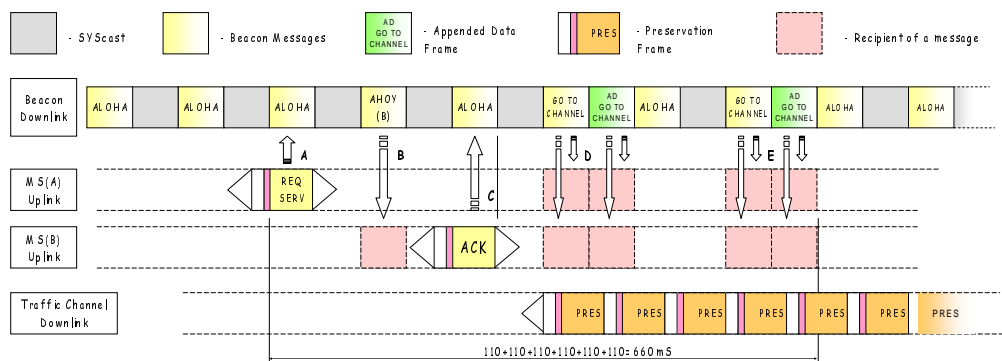 - SYScast
- Beacon Messages
AD
GO TO
CHANNEL
- Appended Data
Frame
PRES
- Preservation
Frame
- Recipient of a message
Beacon
Downlink
ALOHA
ALOHA
ALOHA
AHOY
(B)
ALOHA
GO TO
CHANNEL
AD
GO TO
CHANNEL
ALOHA
GO TO
CHANNEL
AD
GO TO
CHANNEL
ALOHA
ALOHA
A
B
C
D
E
MS(A)
Uplink
REQ
SERV
MS(B)
Uplink
ACK
Traffic Channel
Downlink
PRES
PRES
PRES
PRES
PRES
PRES
PRES
110+110+110+110+110+110=660mS